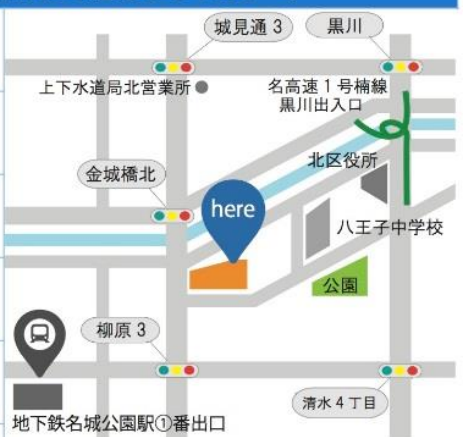 城見通 3
黒川
上下水道局北営業所
名高速 1 号楠線
黒川出入口
北区役所
金城橋北
here
八王子中学校
公園
柳原 3
清水 4 丁目
地下鉄名城公園駅①番出口